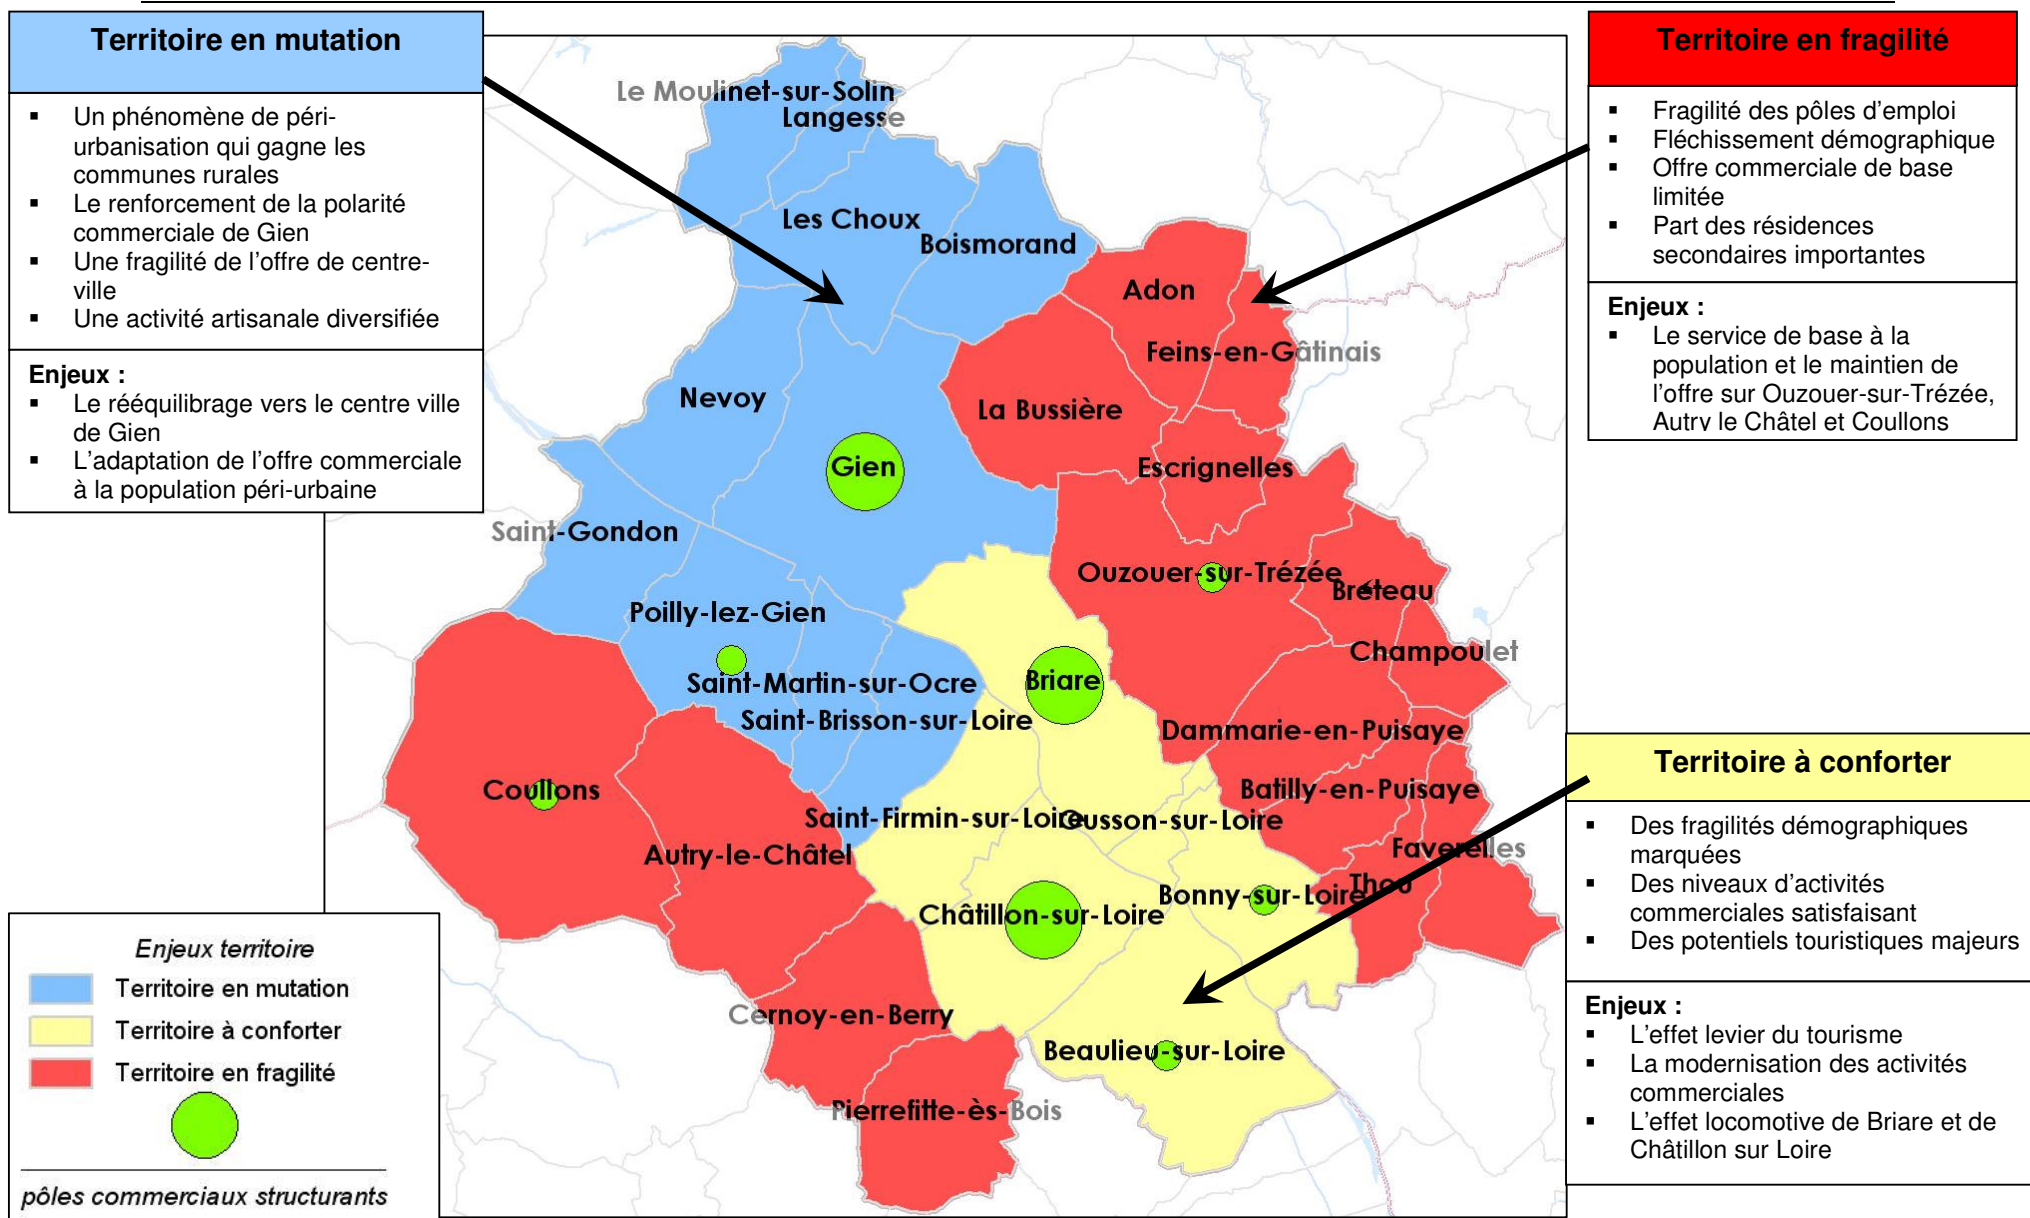 Territoire en mutation
▪ Un phénomène de péri-
urbanisation qui gagne les
communes rurales
▪ Le renforcement de la polarité
commerciale de Gien
▪ Une fragilité de l'offre de centre-
ville
▪ Une activité artisanale diversifiée
Enjeux :
▪ Le rééquilibrage vers le centre ville
de Gien
▪ L'adaptation de l'offre commerciale
à la population péri-urbaine
Territoire en fragilité
▪ Fragilité des pôles d'emploi
▪ Fléchissement démographique
▪ Offre commerciale de base
limitée
▪ Part des résidences
secondaires importantes
Enjeux :
▪ Le service de base à la
population et le maintien de
l'offre sur Ouzouer-sur-Trézée,
Autry le Châtel et Coullons
Le Moulinet-sur-Solin
Langesse
Les Choux
Boismorand
Adon
Feins-en-Gâtinais
Nevoy
La Bussière
Gien
Escrignelles
Saint-Gondon
Ouzouer-sur-Trézée
Bréteau
Poilly-lez-Gien
Champoulet
Saint-Martin-sur-Ocre
Briare
Saint-Brisson-sur-Loire
Dammarie-en-Puisaye
Coullons
Batilly-en-Puisaye
Saint-Firmin-sur-Loire
Ousson-sur-Loire
Autry-le-Châtel
Faverelles
Thou
Bonny-sur-Loire
Châtillon-sur-Loire
Cernoy-en-Berry
Beaulieu-sur-Loire
Pierrefitte-ès-Bois
Territoire à conforter
▪ Des fragilités démographiques
marquées
▪ Des niveaux d'activités
commerciales satisfaisant
▪ Des potentiels touristiques majeurs
Enjeux :
▪ L'effet levier du tourisme
▪ La modernisation des activités
commerciales
▪ L'effet locomotive de Briare et de
Châtillon sur Loire
Enjeux territoire
Territoire en mutation
Territoire à conforter
Territoire en fragilité
pôles commerciaux structurants